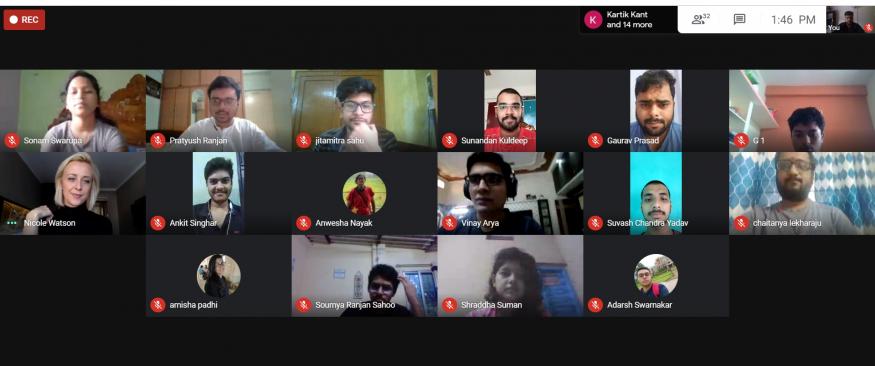 REC
K
Kartik Kant
and 14 more
32
1:46 PM
You
Sonam Swarupa
Pratyush Ranjan
jitamitra sahu
Sunandan Kuldeep
Gaurav Prasad
G 1
Nicole Watson
Ankit Singhar
Anwesha Nayak
Vinay Arya
Suvash Chandra Yadav
chaitanya lekharaju
amisha padhi
Soumya Ranjan Sahoo
Shraddha Suman
Adarsh Swarnakar